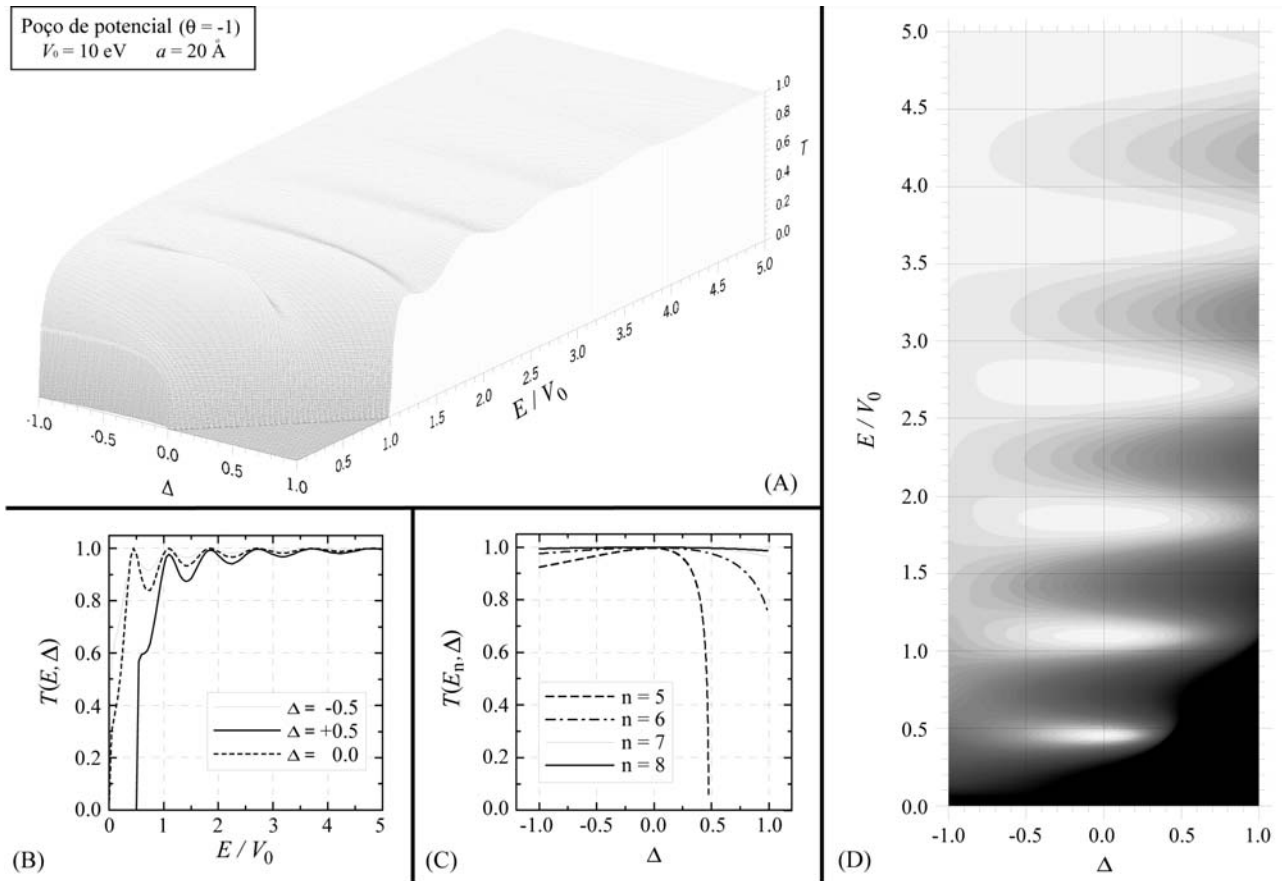 Poço de potencial (θ = -1)
V₀ = 10 eV a = 20 Å
1.0
0.8
0.6
0.4
0.2
0.0
T
5.0
4.5
4.0
3.5
3.0
2.5
2.0
1.5
1.0
0.5
E / V₀
-1.0
-0.5
0.0
0.5
1.0
Δ
(A)
1.0
0.8
0.6
0.4
0.2
0.0
T(E, Δ)
Δ = -0.5
Δ = +0.5
Δ = 0.0
0 1 2 3 4 5
E / V₀
(B)
1.0
0.8
0.6
0.4
0.2
0.0
T(Eₙ, Δ)
n = 5
n = 6
n = 7
n = 8
-1.0 -0.5 0.0 0.5 1.0
Δ
(C)
5.0
4.5
4.0
3.5
3.0
2.5
2.0
1.5
1.0
0.5
0.0
E / V₀
-1.0 -0.5 0.0 0.5 1.0
Δ
(D)